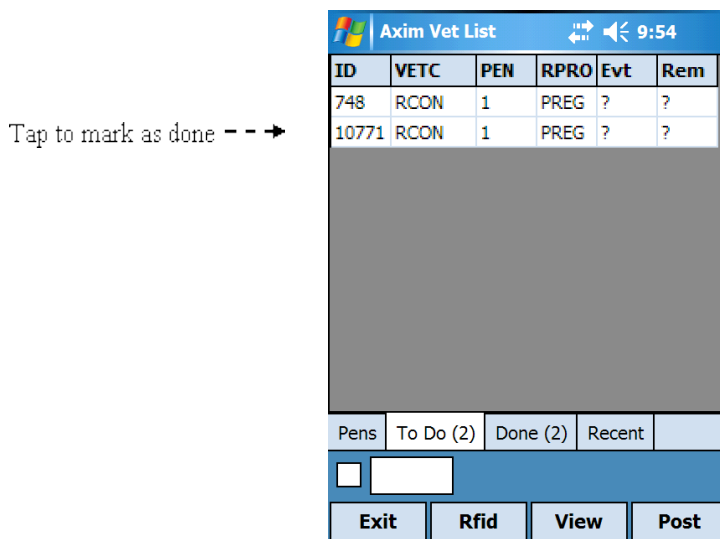 Axim Vet List 9:54
ID VETC PEN RPRO Evt Rem
748 RCON 1 PREG ? ?
Tap to mark as done
10771 RCON 1 PREG ? ?
Pens To Do (2) Done (2) Recent
Exit Rfid View Post